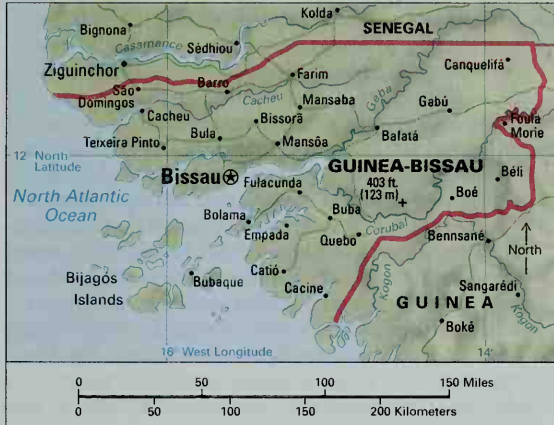 Kolda
Bignona
SENEGAL
Casamance
Sédhiou
Ziguinchor
Canquelifá
Farim
São
Domingos
Barro
Cacheu
Geba
Mansaba
Gabú
Cacheu
Bissorã
Foula
Morie
Bula
Bafatá
Teixeira Pinto
Mansôa
12 North
Latitude
GUINEA-BISSAU
Bissau
403 ft.
(123 m)
Béli
Fulacunda
Boé
North Atlantic
Ocean
Bolama
Buba
Corubal
Empada
Quebo
Bennsané
North
Bijagós
Islands
Bubaque
Catió
Kogon
Cacine
Sangarédi
GUINEA
Kogon
Boké
16 West Longitude
14
0 50 100 150 Miles
0 50 100 150 200 Kilometers